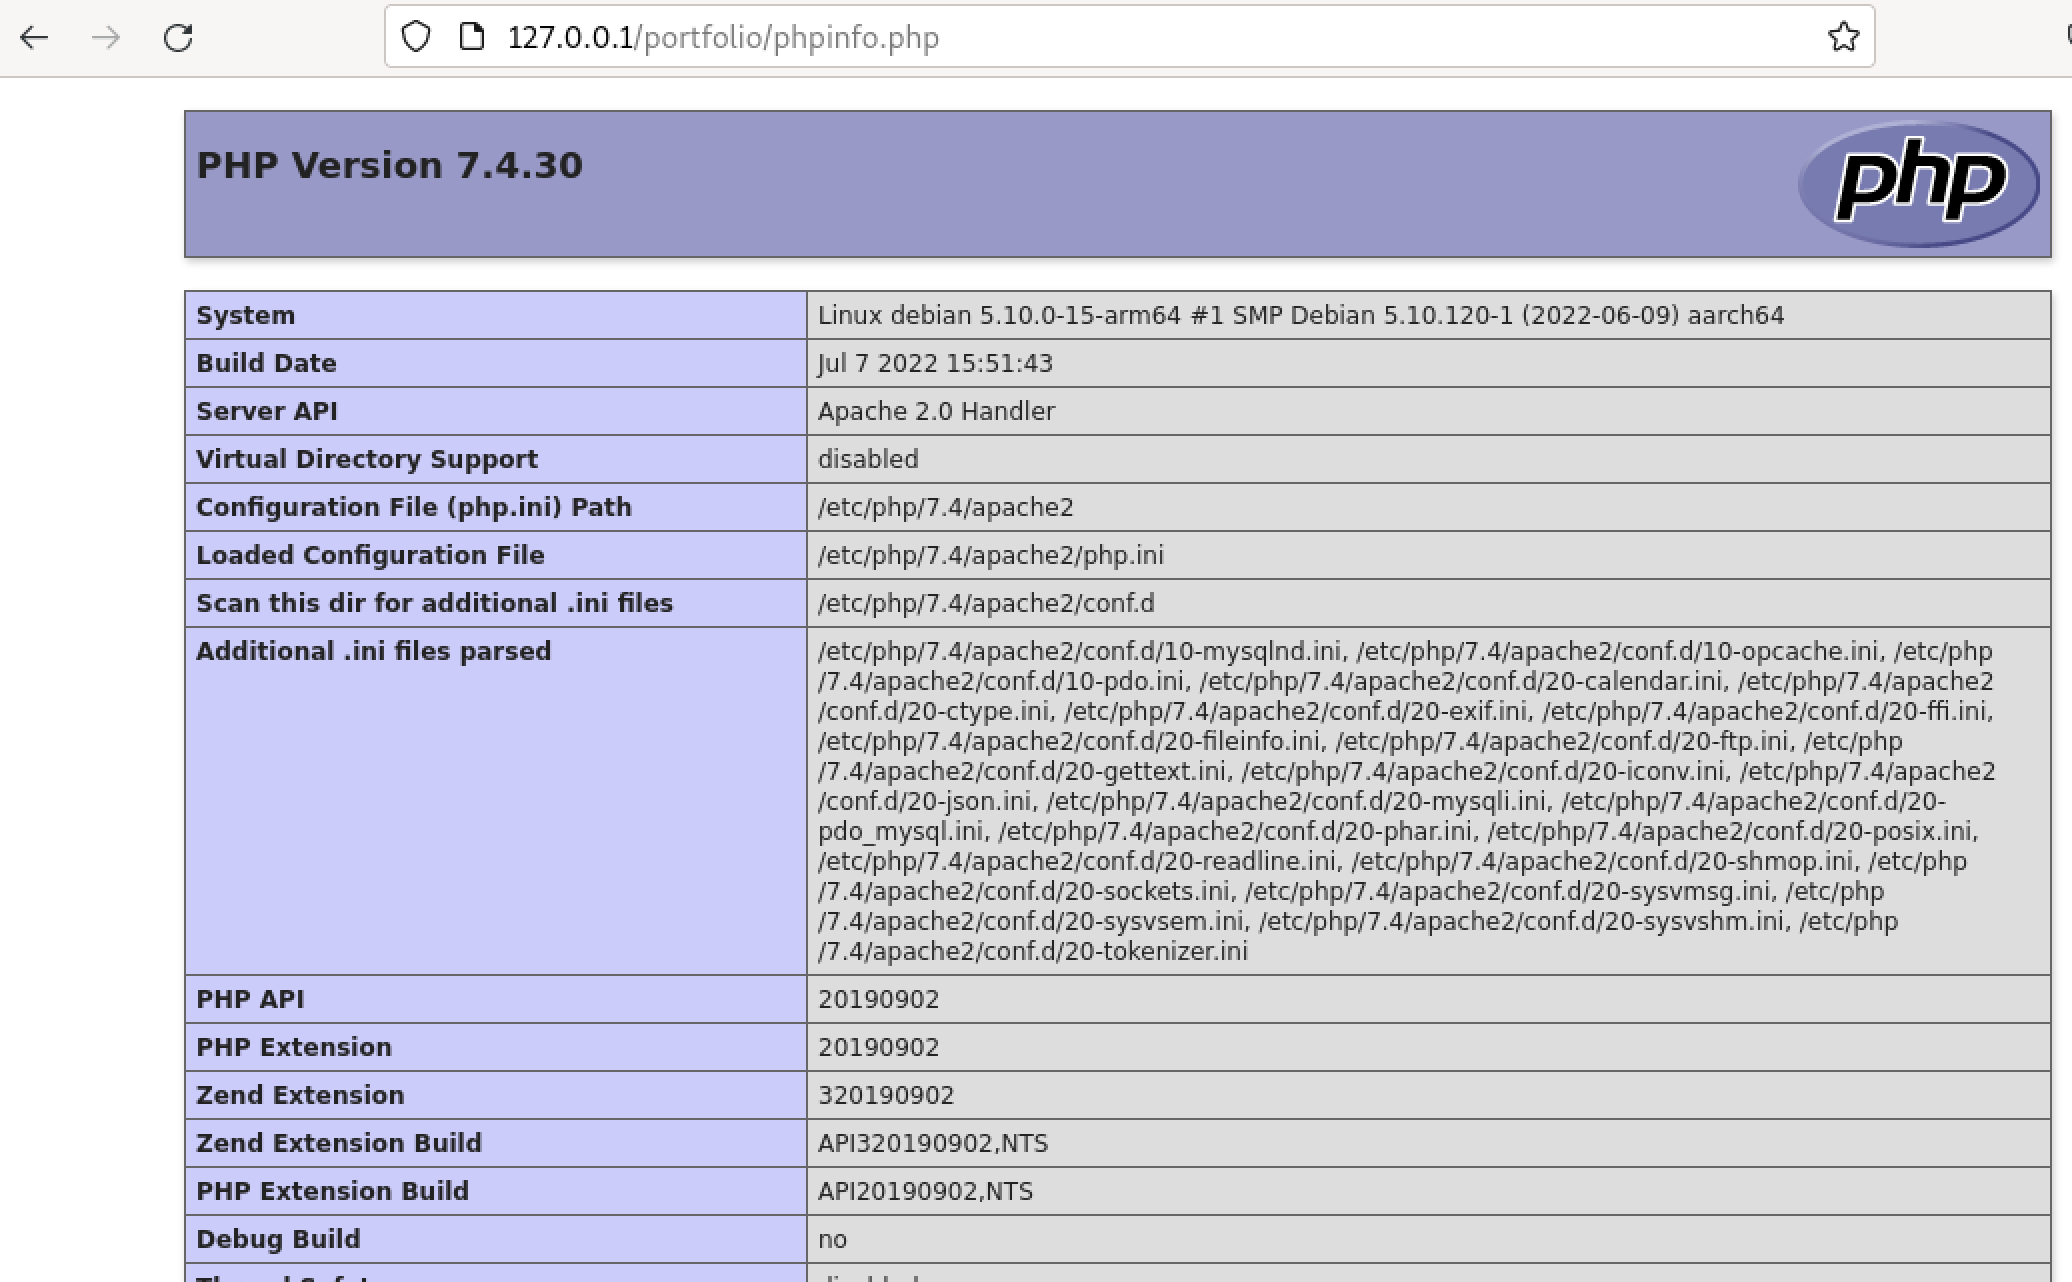 127.0.0.1/portfolio/phpinfo.php
PHP Version 7.4.30
php
System Linux debian 5.10.0-15-arm64 #1 SMP Debian 5.10.120-1 (2022-06-09) aarch64
Build Date Jul 7 2022 15:51:43
Server API Apache 2.0 Handler
Virtual Directory Support disabled
Configuration File (php.ini) Path /etc/php/7.4/apache2
Loaded Configuration File /etc/php/7.4/apache2/php.ini
Scan this dir for additional .ini files /etc/php/7.4/apache2/conf.d
Additional .ini files parsed /etc/php/7.4/apache2/conf.d/10-mysqlnd.ini, /etc/php/7.4/apache2/conf.d/10-opcache.ini, /etc/php
/7.4/apache2/conf.d/10-pdo.ini, /etc/php/7.4/apache2/conf.d/20-calendar.ini, /etc/php/7.4/apache2
/conf.d/20-ctype.ini, /etc/php/7.4/apache2/conf.d/20-exif.ini, /etc/php/7.4/apache2/conf.d/20-ffi.ini,
/etc/php/7.4/apache2/conf.d/20-fileinfo.ini, /etc/php/7.4/apache2/conf.d/20-ftp.ini, /etc/php
/7.4/apache2/conf.d/20-gettext.ini, /etc/php/7.4/apache2/conf.d/20-iconv.ini, /etc/php/7.4/apache2
/conf.d/20-json.ini, /etc/php/7.4/apache2/conf.d/20-mysqli.ini, /etc/php/7.4/apache2/conf.d/20-
pdo_mysql.ini, /etc/php/7.4/apache2/conf.d/20-phar.ini, /etc/php/7.4/apache2/conf.d/20-posix.ini,
/etc/php/7.4/apache2/conf.d/20-readline.ini, /etc/php/7.4/apache2/conf.d/20-shmop.ini, /etc/php
/7.4/apache2/conf.d/20-sockets.ini, /etc/php/7.4/apache2/conf.d/20-sysvmsg.ini, /etc/php
/7.4/apache2/conf.d/20-sysvsem.ini, /etc/php/7.4/apache2/conf.d/20-sysvshm.ini, /etc/php
/7.4/apache2/conf.d/20-tokenizer.ini
PHP API 20190902
PHP Extension 20190902
Zend Extension 320190902
Zend Extension Build API320190902,NTS
PHP Extension Build API20190902,NTS
Debug Build no